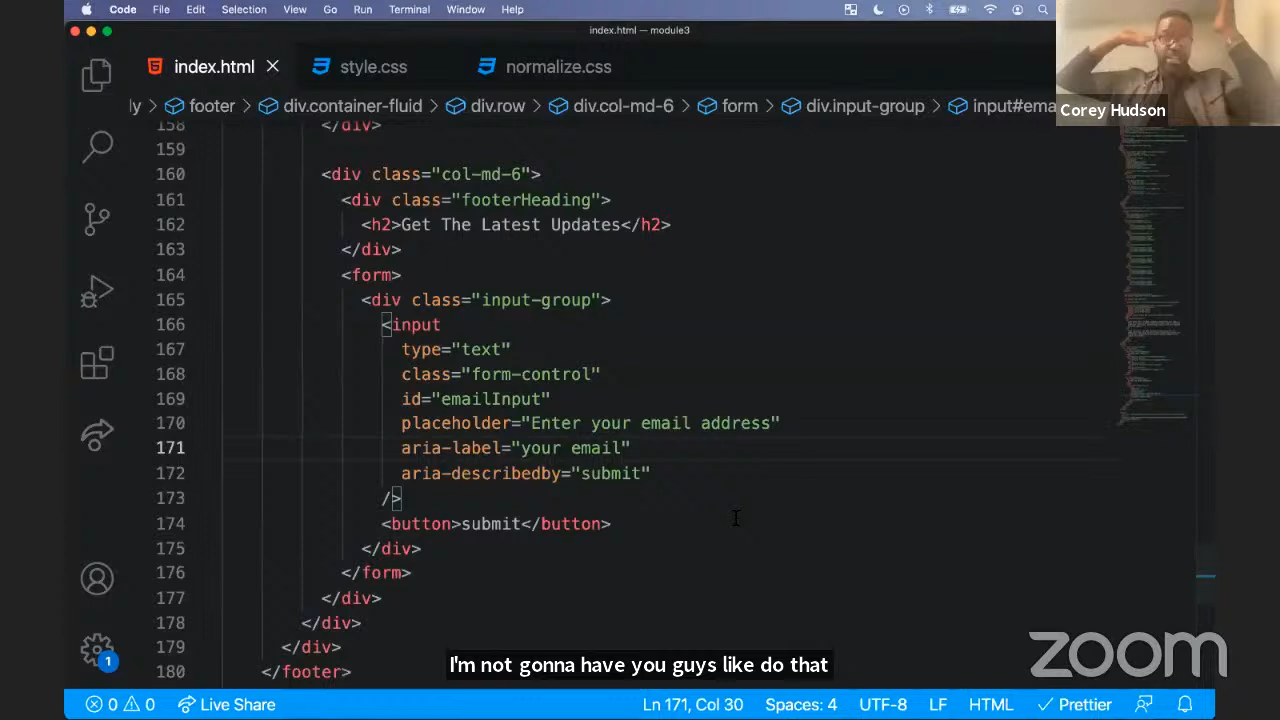 Code File Edit Selection View Go Run Terminal Window Help
index.html — module3
index.html style.css normalize.css
Corey Hudson
ly > footer > div.container-fluid > div.row > div.col-md-6 > form > div.input-group > input#ema
158 </div>
159
160 <div class="col-md-6">
161 <div class="footerHeading">
162 <h2>Get The Latest Updates</h2>
163 </div>
164 <form>
165 <div class="input-group">
166 <input
167 type="text"
168 class="form-control"
169 id="emailInput"
170 placeholder="Enter your email address"
171 aria-label="your email"
172 aria-describedby="submit"
173 />
174 <button>submit</button>
175 </div>
176 </form>
177 </div>
178 </div>
179 </div>
180 </footer>
1
I'm not gonna have you guys like do that
zoom
0 0 Live Share Ln 171, Col 30 Spaces: 4 UTF-8 LF HTML Prettier